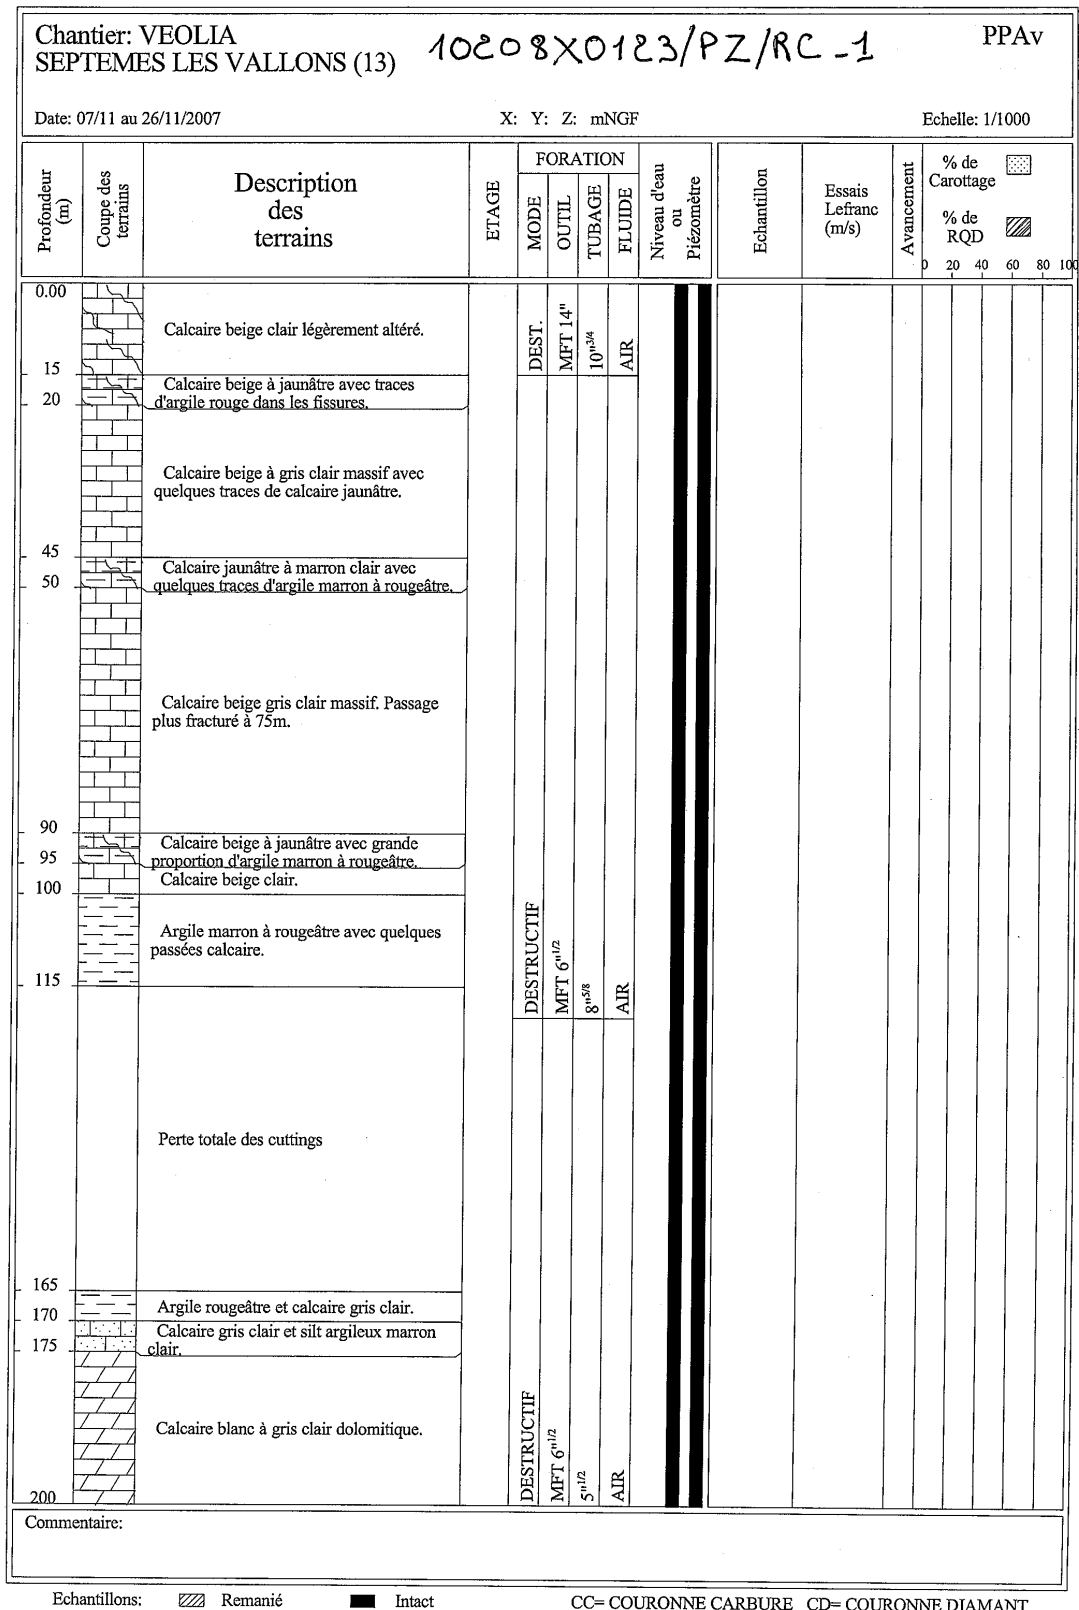 Chantier: VEOLIA
SEPTEMES LES VALLONS (13)
10208X0123/PZ/RC-1
PPAv
Date: 07/11 au 26/11/2007
X: Y: Z: mNGF
Echelle: 1/1000
Profondeur
(m)
Coupe des
terrains
Description
des
terrains
ETAGE
FORATION
MODE
OUTIL
TUBAGE
FLUIDE
Niveau d'eau
ou
Piézomètre
Echantillon
Essais
Lefranc
(m/s)
Avancement
% de
Carottage
% de
RQD
0 20 40 60 80 100
0.00
Calcaire beige clair légèrement altéré.
DEST.
MFT 14"
10"3/4
AIR
15
Calcaire beige à jaunâtre avec traces
d'argile rouge dans les fissures.
20
Calcaire beige à gris clair massif avec
quelques traces de calcaire jaunâtre.
45
Calcaire jaunâtre à marron clair avec
quelques traces d'argile marron à rougeâtre.
50
Calcaire beige gris clair massif. Passage
plus fracturé à 75m.
90
Calcaire beige à jaunâtre avec grande
proportion d'argile marron à rougeâtre.
95
Calcaire beige clair.
100
Argile marron à rougeâtre avec quelques
passées calcaire.
DESTRUCTIF
MFT 6"1/2
8"5/8
AIR
115
Perte totale des cuttings
165
Argile rougeâtre et calcaire gris clair.
170
Calcaire gris clair et silt argileux marron
clair.
175
Calcaire blanc à gris clair dolomitique.
DESTRUCTIF
MFT 6"1/2
5"1/2
AIR
200
Commentaire:
Echantillons: Remanié Intact
CC= COURONNE CARBURE CD= COURONNE DIAMANT